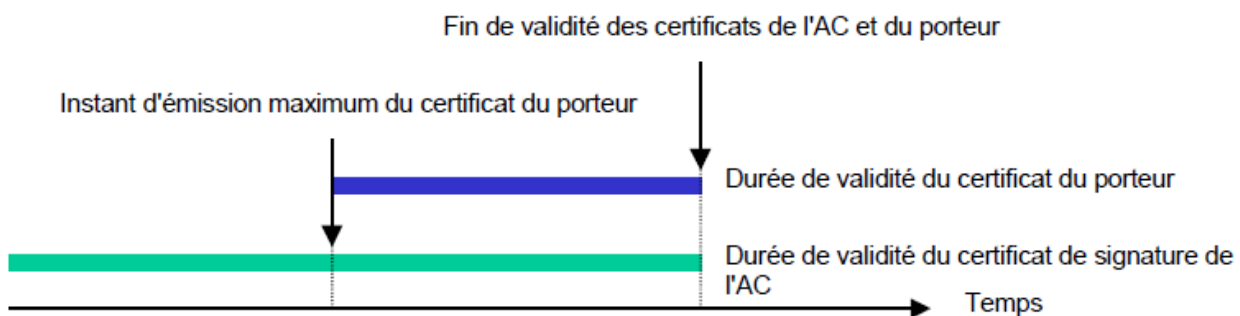 Fin de validité des certificats de l'AC et du porteur
Instant d'émission maximum du certificat du porteur
Durée de validité du certificat du porteur
Durée de validité du certificat de signature de
l'AC
Temps